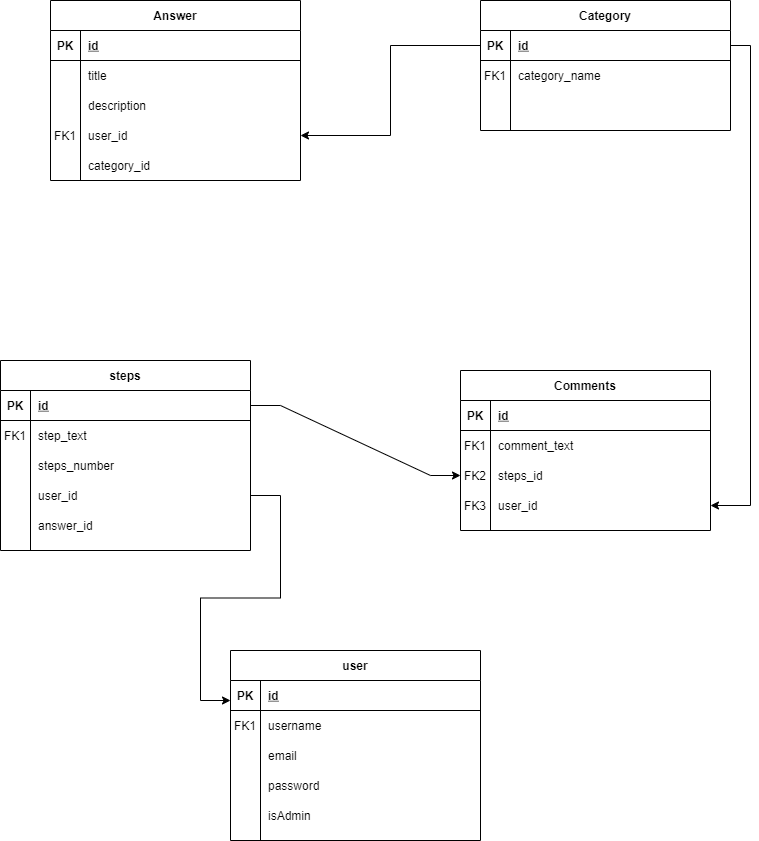 Answer
PK id
title
description
FK1 user_id
category_id
Category
PK id
FK1 category_name
steps
PK id
FK1 step_text
steps_number
user_id
answer_id
Comments
PK id
FK1 comment_text
FK2 steps_id
FK3 user_id
user
PK id
FK1 username
email
password
isAdmin